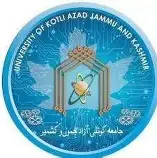 UNIVERSITY OF KOTLI AZAD JAMMU AND KASHMIR
جامعہ کوٹلی آزاد جموں و کشمیر